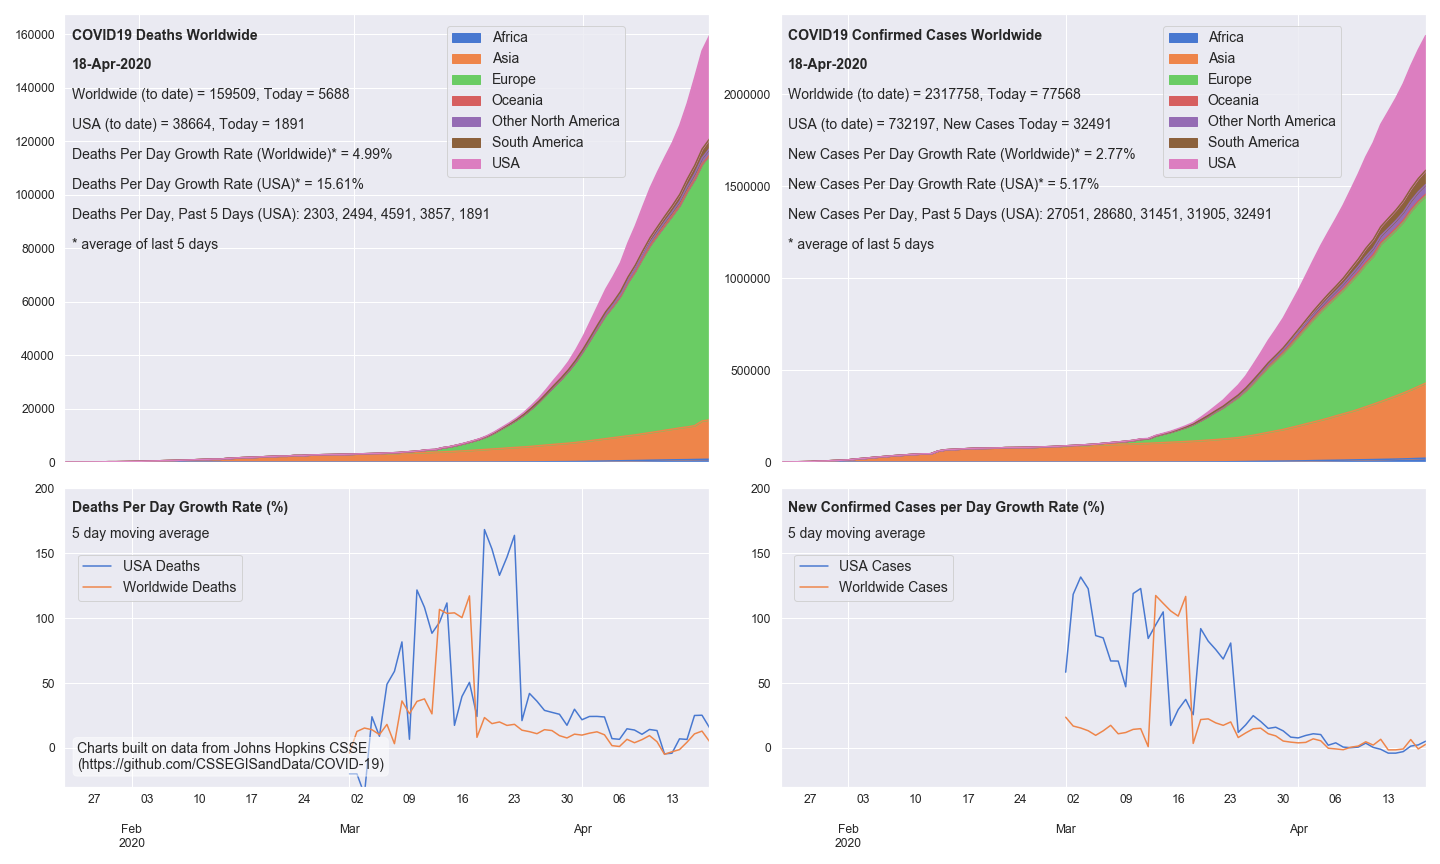 COVID19 Deaths Worldwide
18-Apr-2020
Worldwide (to date) = 159509, Today = 5688
USA (to date) = 38664, Today = 1891
Deaths Per Day Growth Rate (Worldwide)* = 4.99%
Deaths Per Day Growth Rate (USA)* = 15.61%
Deaths Per Day, Past 5 Days (USA): 2303, 2494, 4591, 3857, 1891
* average of last 5 days
Africa
Asia
Europe
Oceania
Other North America
South America
USA
160000
140000
120000
100000
80000
60000
40000
20000
0
COVID19 Confirmed Cases Worldwide
18-Apr-2020
Worldwide (to date) = 2317758, Today = 77568
USA (to date) = 732197, New Cases Today = 32491
New Cases Per Day Growth Rate (Worldwide)* = 2.77%
New Cases Per Day Growth Rate (USA)* = 5.17%
New Cases Per Day, Past 5 Days (USA): 27051, 28680, 31451, 31905, 32491
* average of last 5 days
Africa
Asia
Europe
Oceania
Other North America
South America
USA
2000000
1500000
1000000
500000
0
Deaths Per Day Growth Rate (%)
5 day moving average
USA Deaths
Worldwide Deaths
200
150
100
50
0
Charts built on data from Johns Hopkins CSSE
(https://github.com/CSSEGISandData/COVID-19)
27 03 10 17 24 02 09 16 23 30 06 13
Feb Mar Apr
2020
New Confirmed Cases per Day Growth Rate (%)
5 day moving average
USA Cases
Worldwide Cases
200
150
100
50
0
27 03 10 17 24 02 09 16 23 30 06 13
Feb Mar Apr
2020